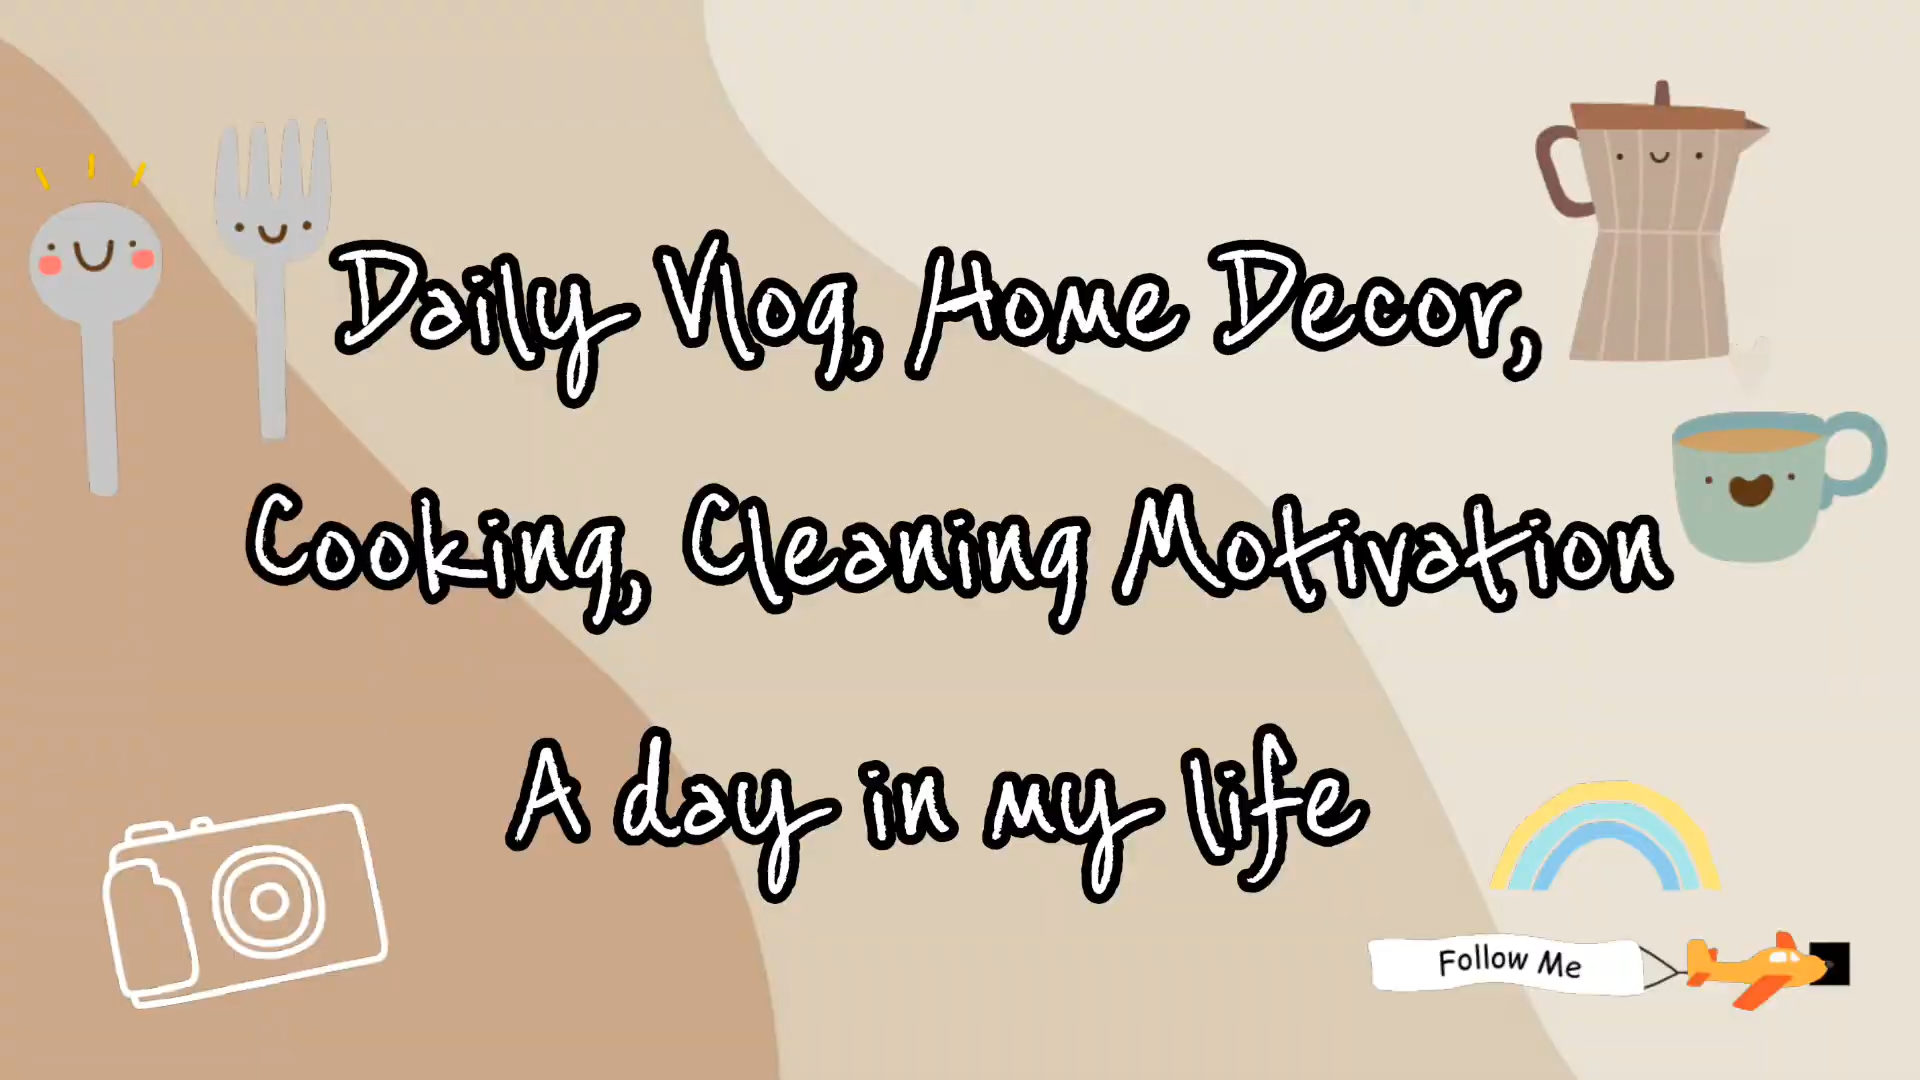 Daily Vlog, Home Decor,
Cooking, Cleaning Motivation
A day in my life
Follow Me